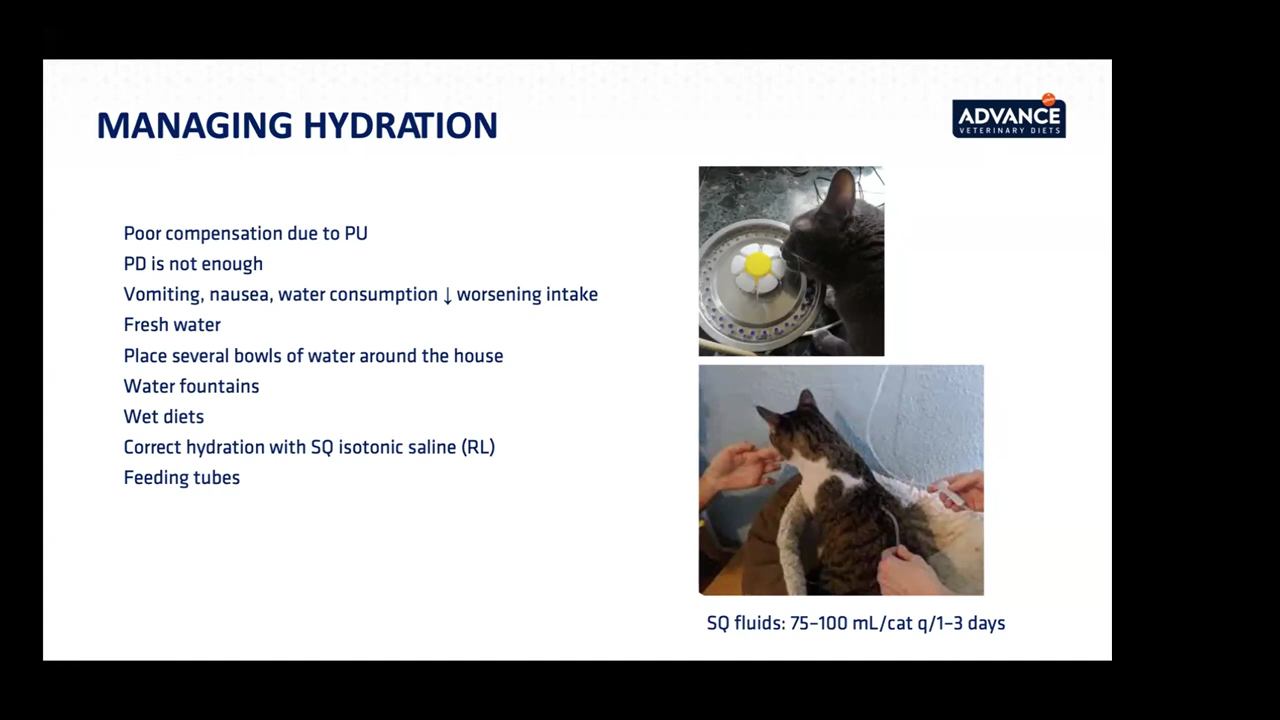 MANAGING HYDRATION
ADVANCE
VETERINARY DIETS
Poor compensation due to PU
PD is not enough
Vomiting, nausea, water consumption ↓ worsening intake
Fresh water
Place several bowls of water around the house
Water fountains
Wet diets
Correct hydration with SQ isotonic saline (RL)
Feeding tubes
SQ fluids: 75–100 mL/cat q/1–3 days